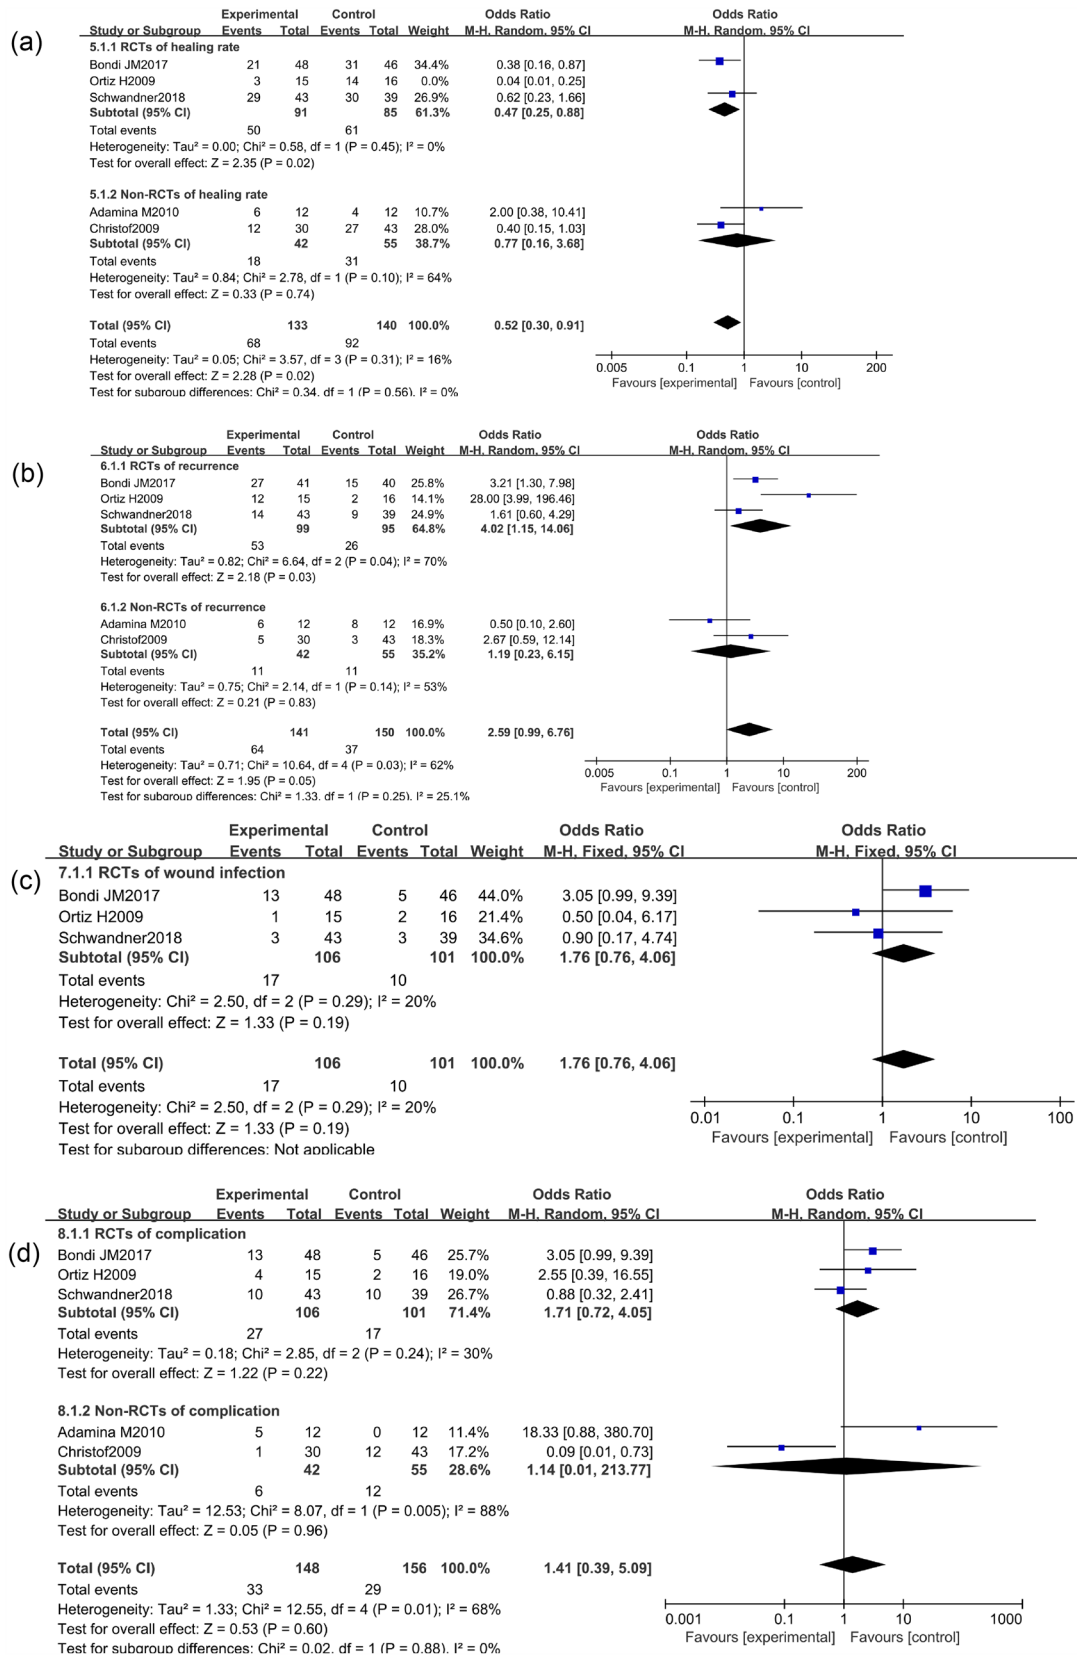 (a)
Experimental Control Odds Ratio Odds Ratio
Study or Subgroup Events Total Events Total Weight M-H, Random, 95% CI M-H, Random, 95% CI
5.1.1 RCTs of healing rate
Bondi JM2017 21 48 31 46 34.4% 0.38 [0.16, 0.87]
Ortiz H2009 3 15 14 16 0.0% 0.04 [0.01, 0.25]
Schwandner2018 29 43 30 39 26.9% 0.62 [0.23, 1.66]
Subtotal (95% CI) 91 85 61.3% 0.47 [0.25, 0.88]
Total events 50 61
Heterogeneity: Tau² = 0.00; Chi² = 0.58, df = 1 (P = 0.45); I² = 0%
Test for overall effect: Z = 2.35 (P = 0.02)
5.1.2 Non-RCTs of healing rate
Adamina M2010 6 12 4 12 10.7% 2.00 [0.38, 10.41]
Christof2009 12 30 27 43 28.0% 0.40 [0.15, 1.03]
Subtotal (95% CI) 42 55 38.7% 0.77 [0.16, 3.68]
Total events 18 31
Heterogeneity: Tau² = 0.84; Chi² = 2.78, df = 1 (P = 0.10); I² = 64%
Test for overall effect: Z = 0.33 (P = 0.74)
Total (95% CI) 133 140 100.0% 0.52 [0.30, 0.91]
Total events 68 92
Heterogeneity: Tau² = 0.05; Chi² = 3.57, df = 3 (P = 0.31); I² = 16%
Test for overall effect: Z = 2.28 (P = 0.02)
Test for subgroup differences: Chi² = 0.34, df = 1 (P = 0.56), I² = 0%
0.005 0.1 1 10 200
Favours [experimental] Favours [control]
(b)
Experimental Control Odds Ratio Odds Ratio
Study or Subgroup Events Total Events Total Weight M-H, Random, 95% CI M-H, Random, 95% CI
6.1.1 RCTs of recurrence
Bondi JM2017 27 41 15 40 25.8% 3.21 [1.30, 7.98]
Ortiz H2009 12 15 2 16 14.1% 28.00 [3.99, 196.46]
Schwandner2018 14 43 9 39 24.9% 1.61 [0.60, 4.29]
Subtotal (95% CI) 99 95 64.8% 4.02 [1.15, 14.06]
Total events 53 26
Heterogeneity: Tau² = 0.82; Chi² = 6.64, df = 2 (P = 0.04); I² = 70%
Test for overall effect: Z = 2.18 (P = 0.03)
6.1.2 Non-RCTs of recurrence
Adamina M2010 6 12 8 12 16.9% 0.50 [0.10, 2.60]
Christof2009 5 30 3 43 18.3% 2.67 [0.59, 12.14]
Subtotal (95% CI) 42 55 35.2% 1.19 [0.23, 6.15]
Total events 11 11
Heterogeneity: Tau² = 0.75; Chi² = 2.14, df = 1 (P = 0.14); I² = 53%
Test for overall effect: Z = 0.21 (P = 0.83)
Total (95% CI) 141 150 100.0% 2.59 [0.99, 6.76]
Total events 64 37
Heterogeneity: Tau² = 0.71; Chi² = 10.64, df = 4 (P = 0.03); I² = 62%
Test for overall effect: Z = 1.95 (P = 0.05)
Test for subgroup differences: Chi² = 1.33, df = 1 (P = 0.25), I² = 25.1%
0.005 0.1 1 10 200
Favours [experimental] Favours [control]
(c)
Experimental Control Odds Ratio Odds Ratio
Study or Subgroup Events Total Events Total Weight M-H, Fixed, 95% CI M-H, Fixed, 95% CI
7.1.1 RCTs of wound infection
Bondi JM2017 13 48 5 46 44.0% 3.05 [0.99, 9.39]
Ortiz H2009 1 15 2 16 21.4% 0.50 [0.04, 6.17]
Schwandner2018 3 43 3 39 34.6% 0.90 [0.17, 4.74]
Subtotal (95% CI) 106 101 100.0% 1.76 [0.76, 4.06]
Total events 17 10
Heterogeneity: Chi² = 2.50, df = 2 (P = 0.29); I² = 20%
Test for overall effect: Z = 1.33 (P = 0.19)
Total (95% CI) 106 101 100.0% 1.76 [0.76, 4.06]
Total events 17 10
Heterogeneity: Chi² = 2.50, df = 2 (P = 0.29); I² = 20%
Test for overall effect: Z = 1.33 (P = 0.19)
Test for subgroup differences: Not applicable
0.01 0.1 1 10 100
Favours [experimental] Favours [control]
(d)
Experimental Control Odds Ratio Odds Ratio
Study or Subgroup Events Total Events Total Weight M-H, Random, 95% CI M-H, Random, 95% CI
8.1.1 RCTs of complication
Bondi JM2017 13 48 5 46 25.7% 3.05 [0.99, 9.39]
Ortiz H2009 4 15 2 16 19.0% 2.55 [0.39, 16.55]
Schwandner2018 10 43 10 39 26.7% 0.88 [0.32, 2.41]
Subtotal (95% CI) 106 101 71.4% 1.71 [0.72, 4.05]
Total events 27 17
Heterogeneity: Tau² = 0.18; Chi² = 2.85, df = 2 (P = 0.24); I² = 30%
Test for overall effect: Z = 1.22 (P = 0.22)
8.1.2 Non-RCTs of complication
Adamina M2010 5 12 0 12 11.4% 18.33 [0.88, 380.70]
Christof2009 1 30 12 43 17.2% 0.09 [0.01, 0.73]
Subtotal (95% CI) 42 55 28.6% 1.14 [0.01, 213.77]
Total events 6 12
Heterogeneity: Tau² = 12.53; Chi² = 8.07, df = 1 (P = 0.005); I² = 88%
Test for overall effect: Z = 0.05 (P = 0.96)
Total (95% CI) 148 156 100.0% 1.41 [0.39, 5.09]
Total events 33 29
Heterogeneity: Tau² = 1.33; Chi² = 12.55, df = 4 (P = 0.01); I² = 68%
Test for overall effect: Z = 0.53 (P = 0.60)
Test for subgroup differences: Chi² = 0.02, df = 1 (P = 0.88), I² = 0%
0.001 0.1 1 10 1000
Favours [experimental] Favours [control]